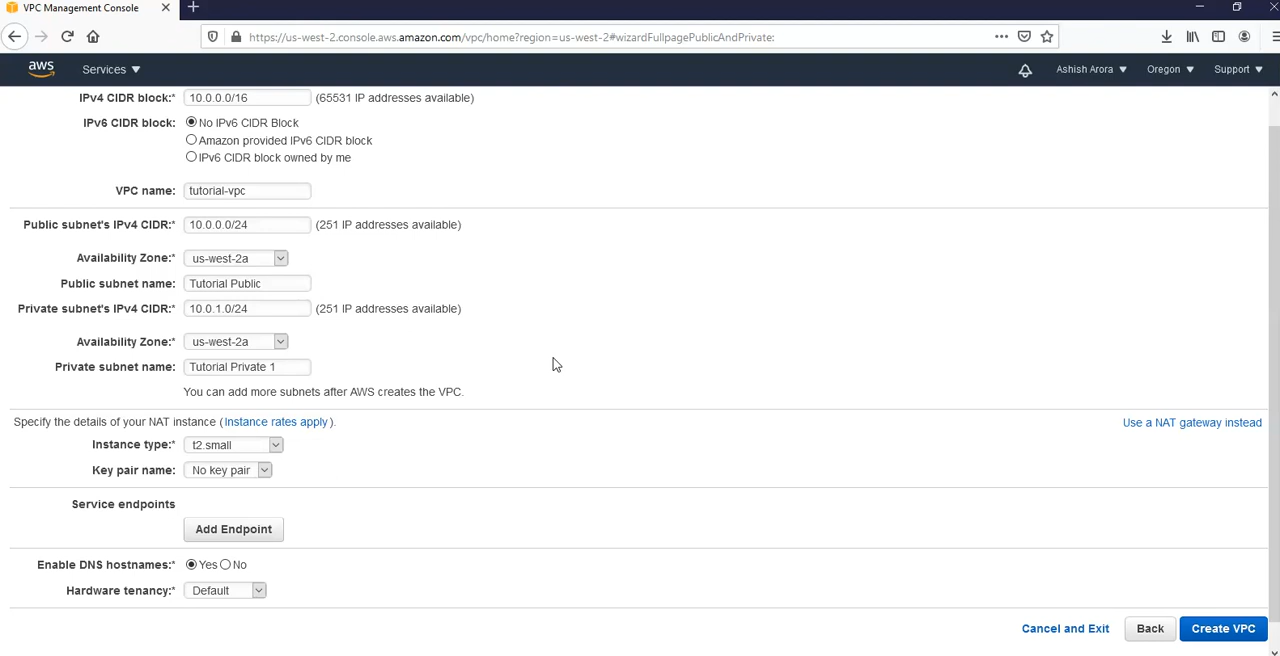 VPC Management Console
https://us-west-2.console.aws.amazon.com/vpc/home?region=us-west-2#wizardFullpagePublicAndPrivate:
aws Services Ashish Arora Oregon Support
IPv4 CIDR block:* 10.0.0.0/16 (65531 IP addresses available)
IPv6 CIDR block: No IPv6 CIDR Block
Amazon provided IPv6 CIDR block
IPv6 CIDR block owned by me
VPC name: tutorial-vpc
Public subnet's IPv4 CIDR:* 10.0.0.0/24 (251 IP addresses available)
Availability Zone:* us-west-2a
Public subnet name: Tutorial Public
Private subnet's IPv4 CIDR:* 10.0.1.0/24 (251 IP addresses available)
Availability Zone:* us-west-2a
Private subnet name: Tutorial Private 1
You can add more subnets after AWS creates the VPC.
Specify the details of your NAT instance (Instance rates apply). Use a NAT gateway instead
Instance type:* t2.small
Key pair name: No key pair
Service endpoints
Add Endpoint
Enable DNS hostnames:* Yes No
Hardware tenancy:* Default
Cancel and Exit Back Create VPC